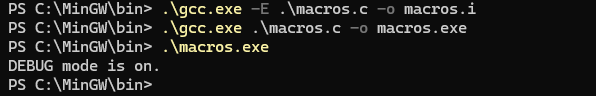 PS C:\MinGW\bin> .\gcc.exe -E .\macros.c -o macros.i
PS C:\MinGW\bin> .\gcc.exe .\macros.c -o macros.exe
PS C:\MinGW\bin> .\macros.exe
DEBUG mode is on.
PS C:\MinGW\bin>